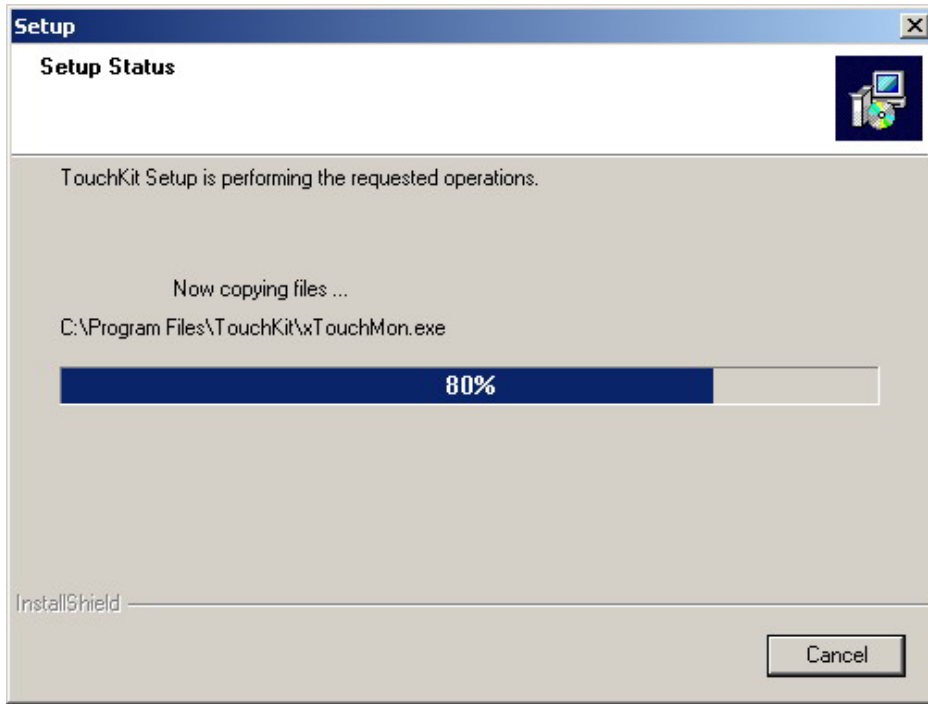 Setup
Setup Status
TouchKit Setup is performing the requested operations.
Now copying files ...
C:\Program Files\TouchKit\xTouchMon.exe
80%
InstallShield
Cancel